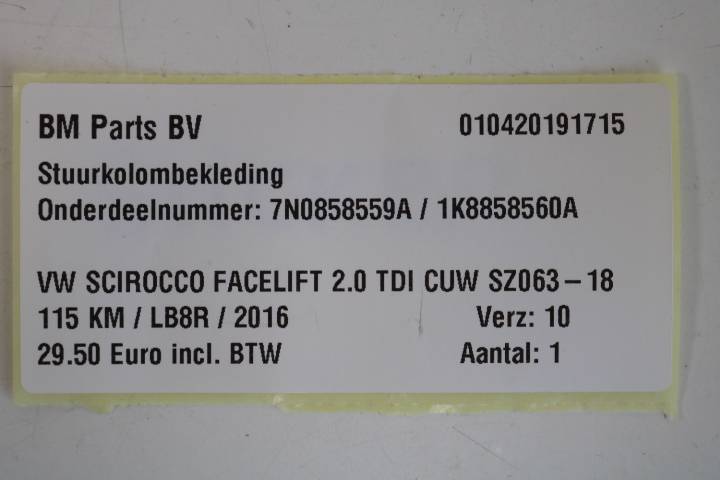 BM Parts BV 010420191715
Stuurkolombekleding
Onderdeelnummer: 7N0858559A / 1K8858560A
VW SCIROCCO FACELIFT 2.0 TDI CUW SZ063-18
115 KM / LB8R / 2016 Verz: 10
29.50 Euro incl. BTW Aantal: 1